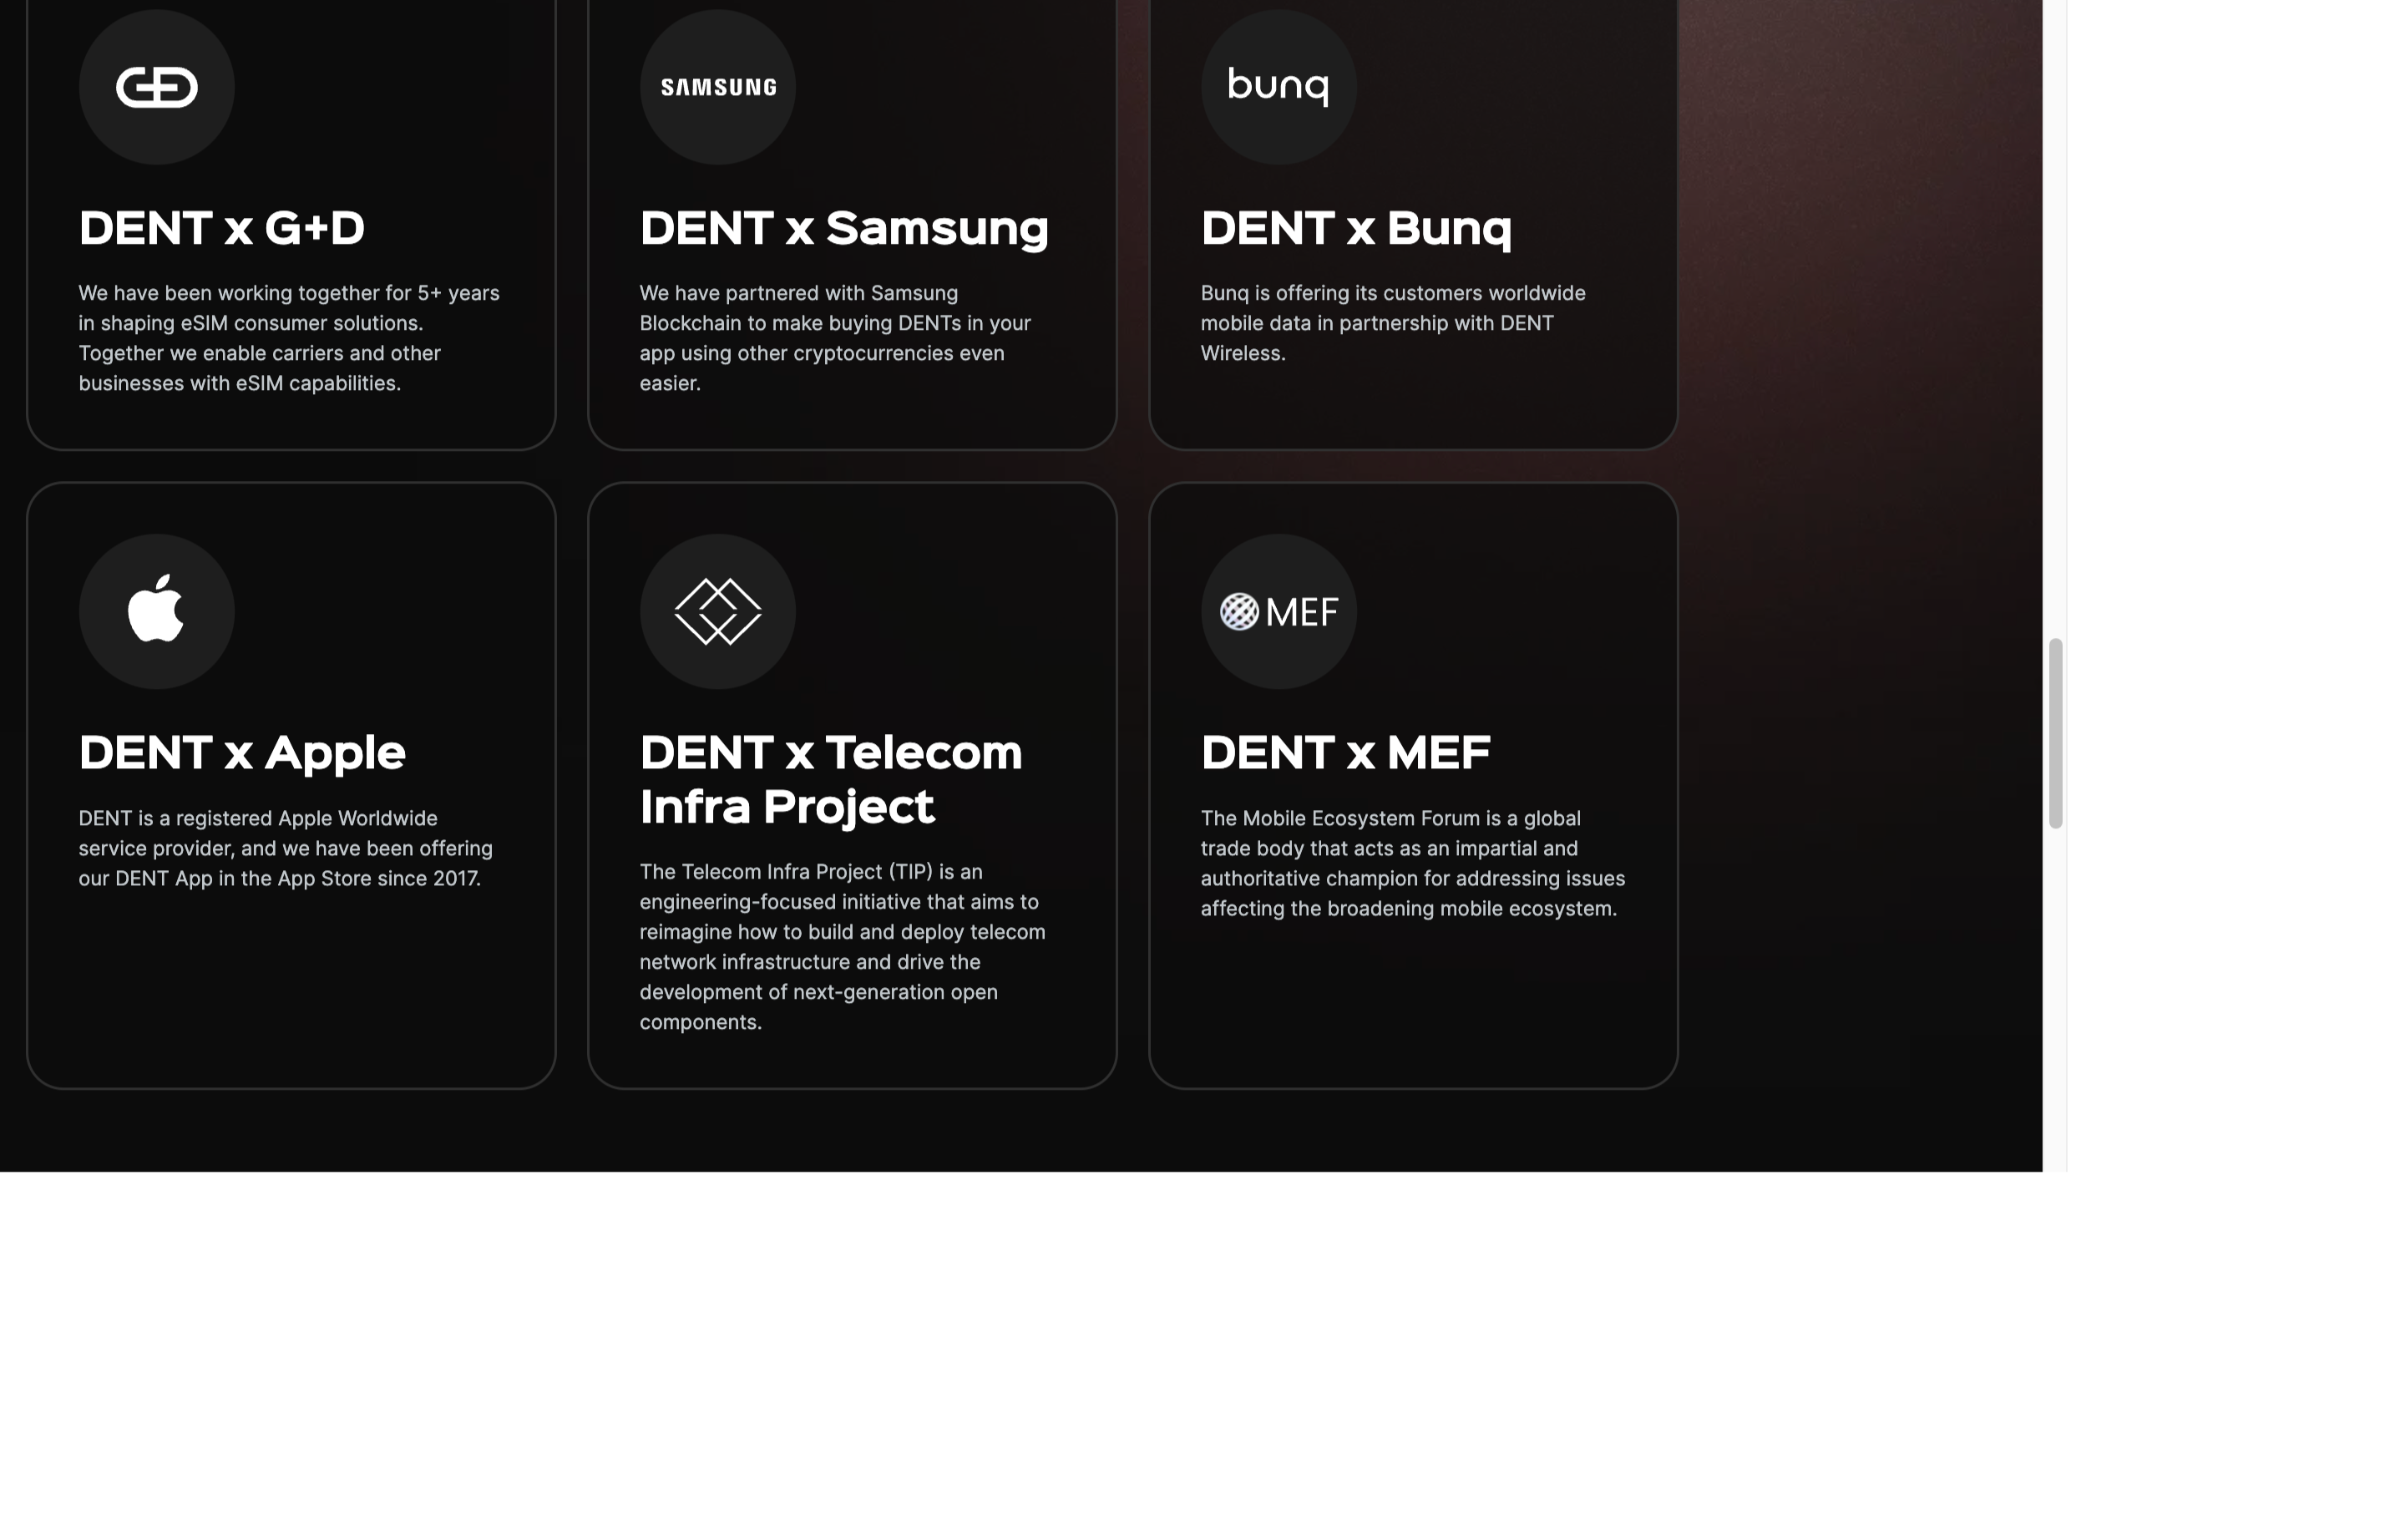 SAMSUNG
bunq
DENT x G+D
We have been working together for 5+ years
in shaping eSIM consumer solutions.
Together we enable carriers and other
businesses with eSIM capabilities.
DENT x Samsung
We have partnered with Samsung
Blockchain to make buying DENTs in your
app using other cryptocurrencies even
easier.
DENT x Bunq
Bunq is offering its customers worldwide
mobile data in partnership with DENT
Wireless.
MEF
DENT x Apple
DENT is a registered Apple Worldwide
service provider, and we have been offering
our DENT App in the App Store since 2017.
DENT x Telecom
Infra Project
The Telecom Infra Project (TIP) is an
engineering-focused initiative that aims to
reimagine how to build and deploy telecom
network infrastructure and drive the
development of next-generation open
components.
DENT x MEF
The Mobile Ecosystem Forum is a global
trade body that acts as an impartial and
authoritative champion for addressing issues
affecting the broadening mobile ecosystem.